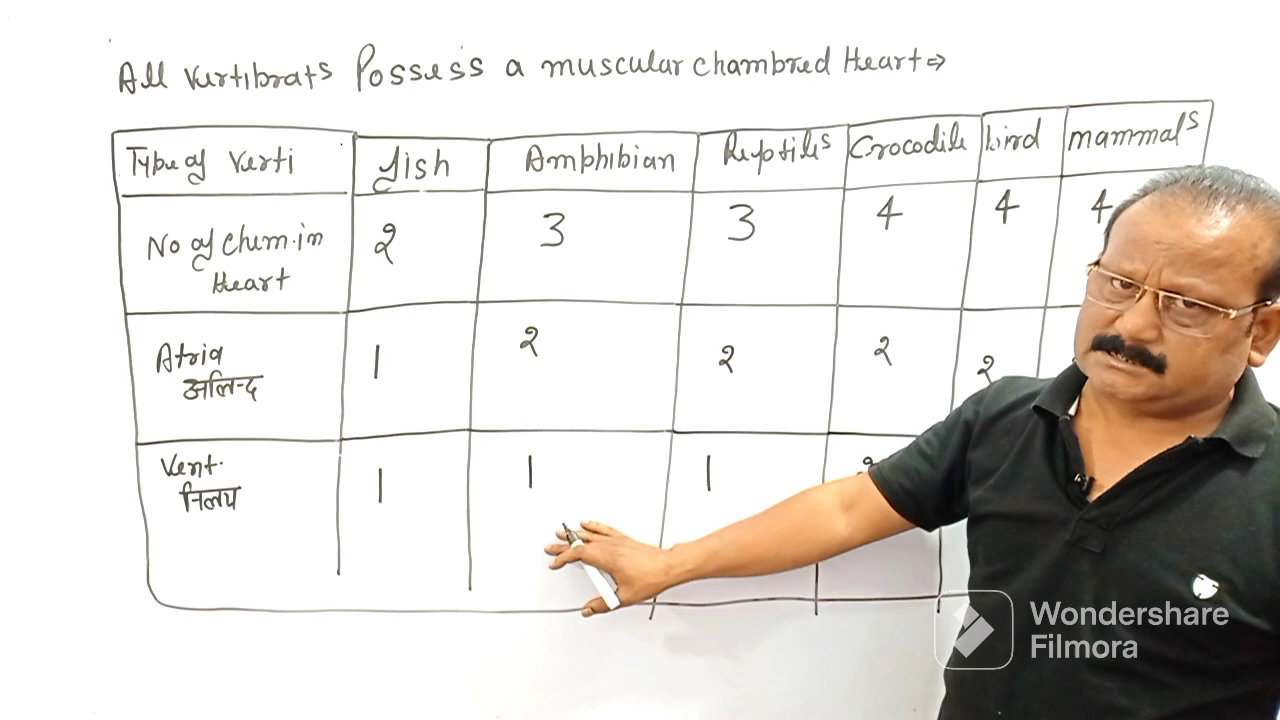 All Vertibrats Possess a muscular chambred Heart⇒
Type of Verti fish Amphibian Reptiles Crocodile bird mammals
No of Chem. in 2 3 3 4 4 4
Heart
Atria 1 2 2 2 2
अलिन्द
Vent. 1 1 1
निलय
Wondershare
Filmora